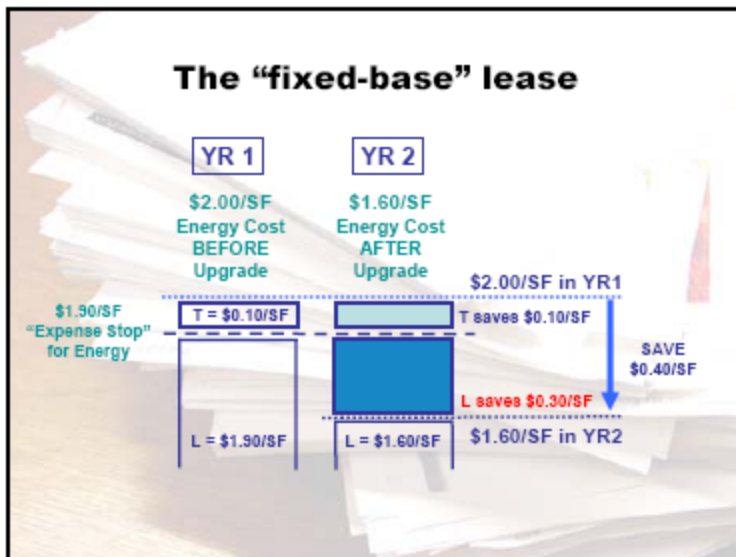 The “fixed-base” lease
YR 1
YR 2
$2.00/SF
Energy Cost
BEFORE
Upgrade
$1.60/SF
Energy Cost
AFTER
Upgrade
$2.00/SF in YR1
$1.90/SF
“Expense Stop”
for Energy
T = $0.10/SF
T saves $0.10/SF
SAVE
$0.40/SF
L saves $0.30/SF
L = $1.90/SF
L = $1.60/SF
$1.60/SF in YR2